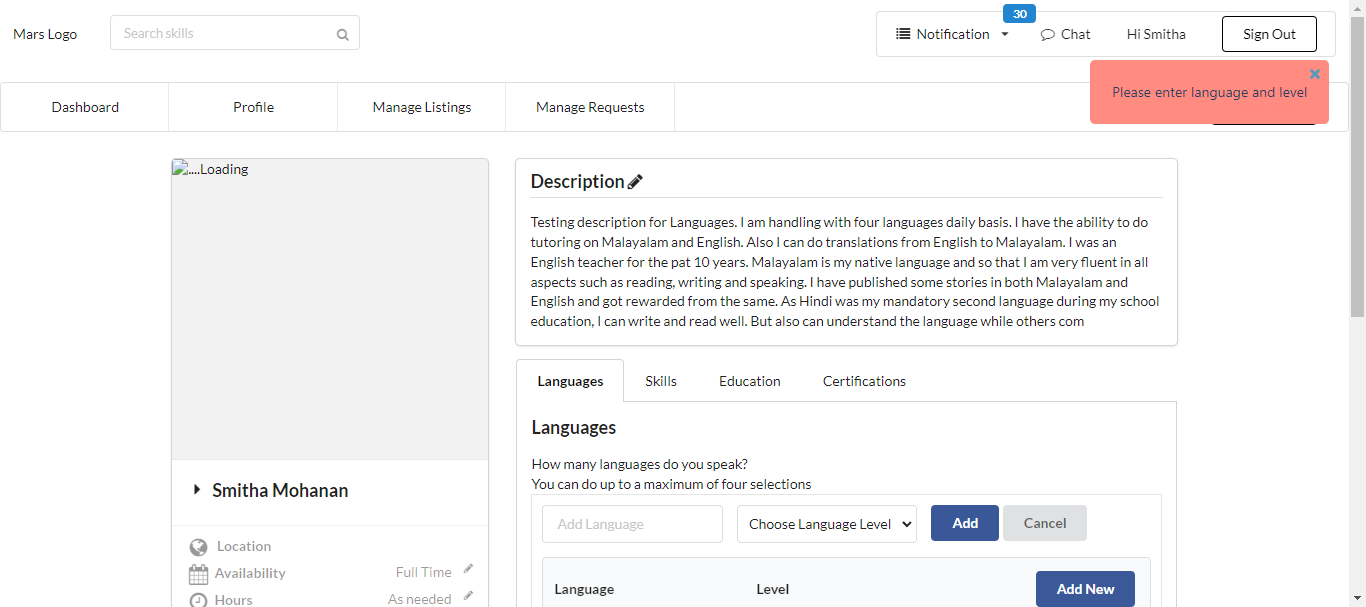 30
Mars Logo
Search skills
Notification
Chat
Hi Smitha
Sign Out
Please enter language and level
Dashboard
Profile
Manage Listings
Manage Requests
....Loading
Description
Testing description for Languages. I am handling with four languages daily basis. I have the ability to do
tutoring on Malayalam and English. Also I can do translations from English to Malayalam. I was an
English teacher for the pat 10 years. Malayalam is my native language and so that I am very fluent in all
aspects such as reading, writing and speaking. I have published some stories in both Malayalam and
English and got rewarded from the same. As Hindi was my mandatory second language during my school
education, I can write and read well. But also can understand the language while others com
Languages
Skills
Education
Certifications
Languages
How many languages do you speak?
You can do up to a maximum of four selections
Add Language
Choose Language Level
Add
Cancel
Language
Level
Add New
Smitha Mohanan
Location
Availability
Full Time
Hours
As needed